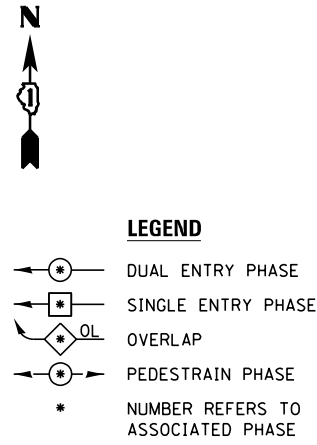 N
1
LEGEND
* DUAL ENTRY PHASE
* SINGLE ENTRY PHASE
* OL OVERLAP
* PEDESTRAIN PHASE
* NUMBER REFERS TO
ASSOCIATED PHASE